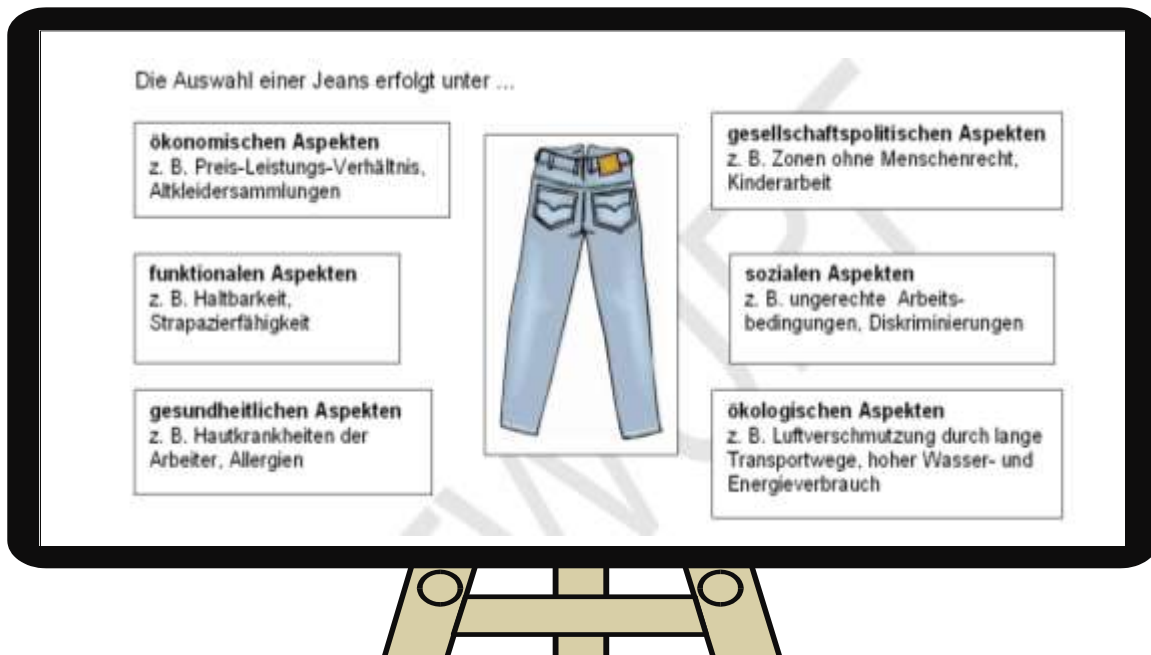 Die Auswahl einer Jeans erfolgt unter ...
ökonomischen Aspekten
z. B. Preis-Leistungs-Verhältnis,
Altkleidersammlungen
funktionalen Aspekten
z. B. Haltbarkeit,
Strapazierfähigkeit
gesundheitlichen Aspekten
z. B. Hautkrankheiten der
Arbeiter, Allergien
gesellschaftspolitischen Aspekten
z. B. Zonen ohne Menschenrecht,
Kinderarbeit
sozialen Aspekten
z. B. ungerechte Arbeits-
bedingungen, Diskriminierungen
ökologischen Aspekten
z. B. Luftverschmutzung durch lange
Transportwege, hoher Wasser- und
Energieverbrauch